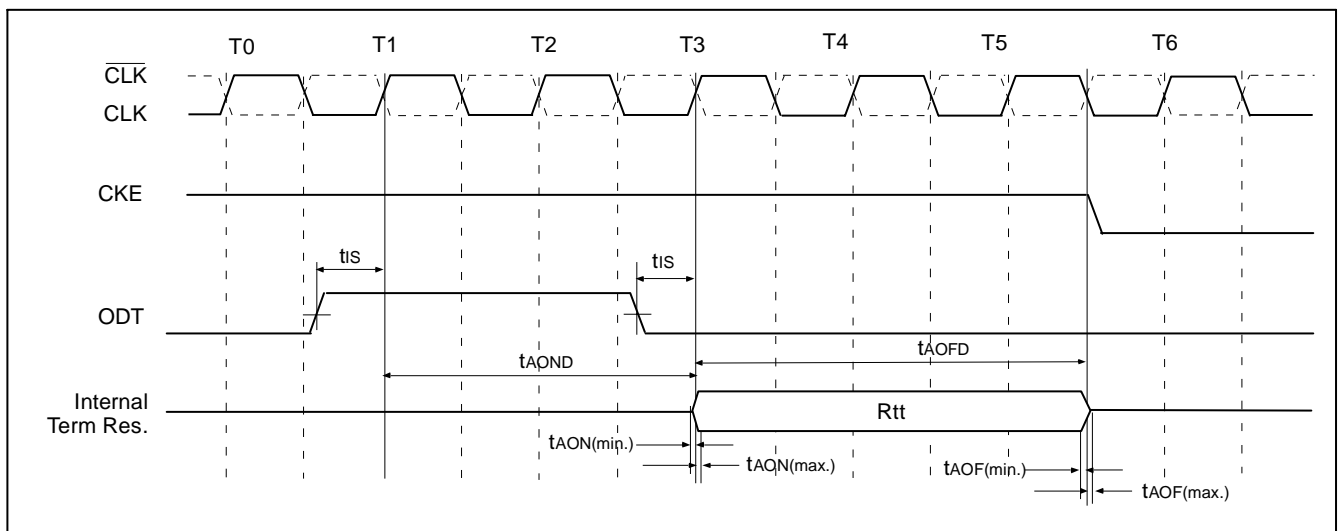 T0 T1 T2 T3 T4 T5 T6
CLK
CLK
CKE
tIS tIS
ODT
tAOND tAOFD
Internal
Term Res.
Rtt
tAON(min.) tAON(max.) tAOF(min.) tAOF(max.)